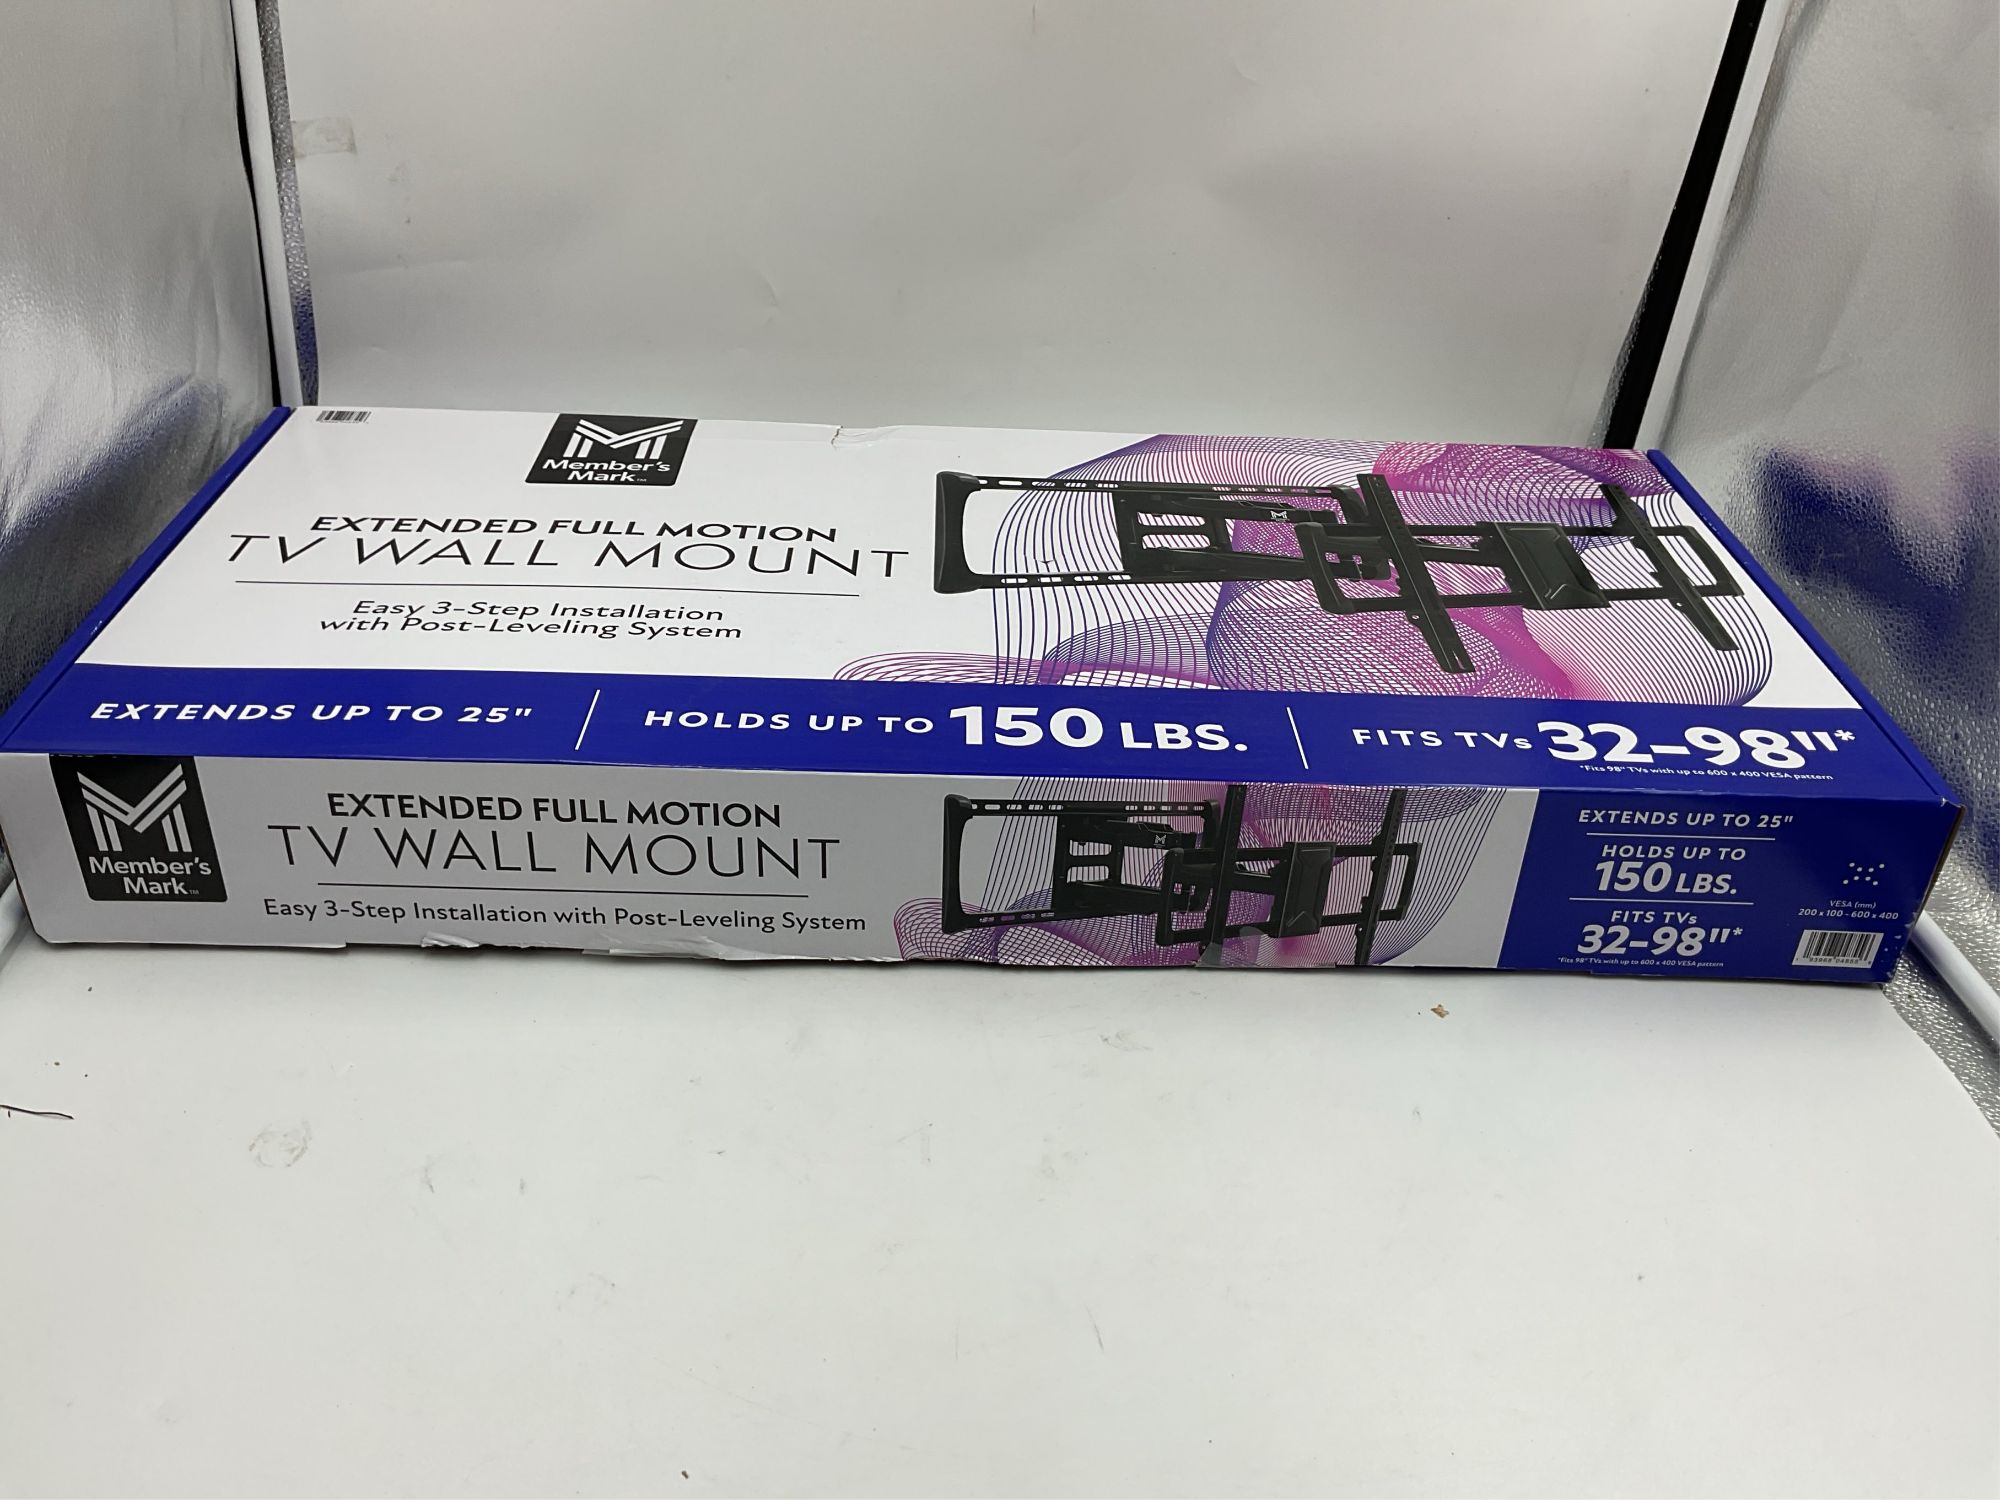 Member's
Mark™
EXTENDED FULL MOTION
TV WALL MOUNT
Easy 3-Step Installation
with Post-Leveling System
EXTENDS UP TO 25"
HOLDS UP TO 150 LBS.
FITS TVs 32-98"*
*Fits 98" TVs with up to 600 x 400 VESA pattern
Member's
Mark™
EXTENDED FULL MOTION
TV WALL MOUNT
Easy 3-Step Installation with Post-Leveling System
EXTENDS UP TO 25"
HOLDS UP TO
150 LBS.
FITS TVs
32-98"*
*Fits 98" TVs with up to 600 x 400 VESA pattern
VESA (mm)
200 x 100 - 600 x 400
93968 04855